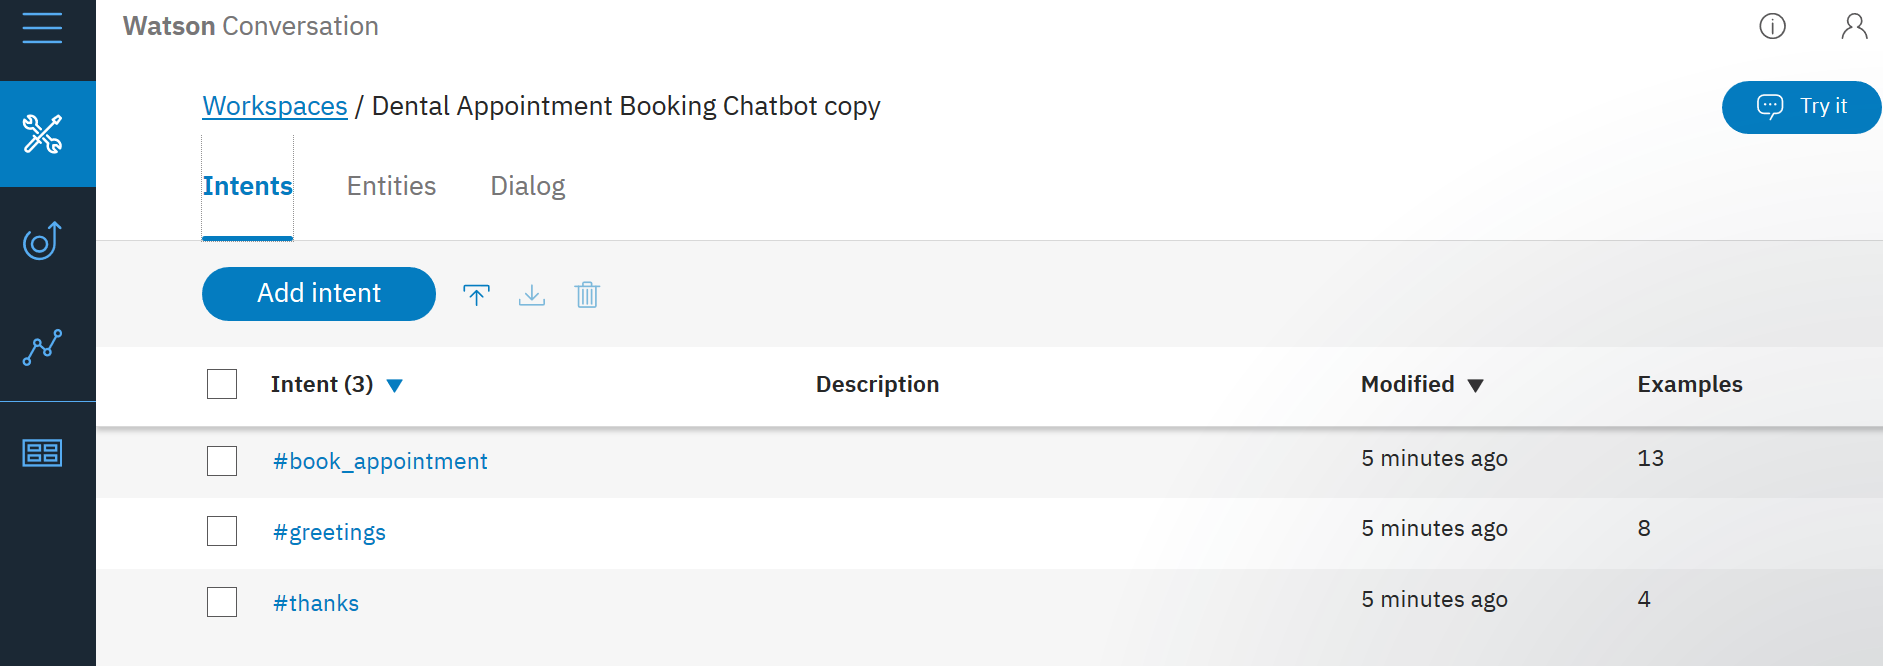 Watson Conversation
Workspaces / Dental Appointment Booking Chatbot copy
Try it
Intents Entities Dialog
Add intent
Intent (3) Description Modified Examples
#book_appointment 5 minutes ago 13
#greetings 5 minutes ago 8
#thanks 5 minutes ago 4